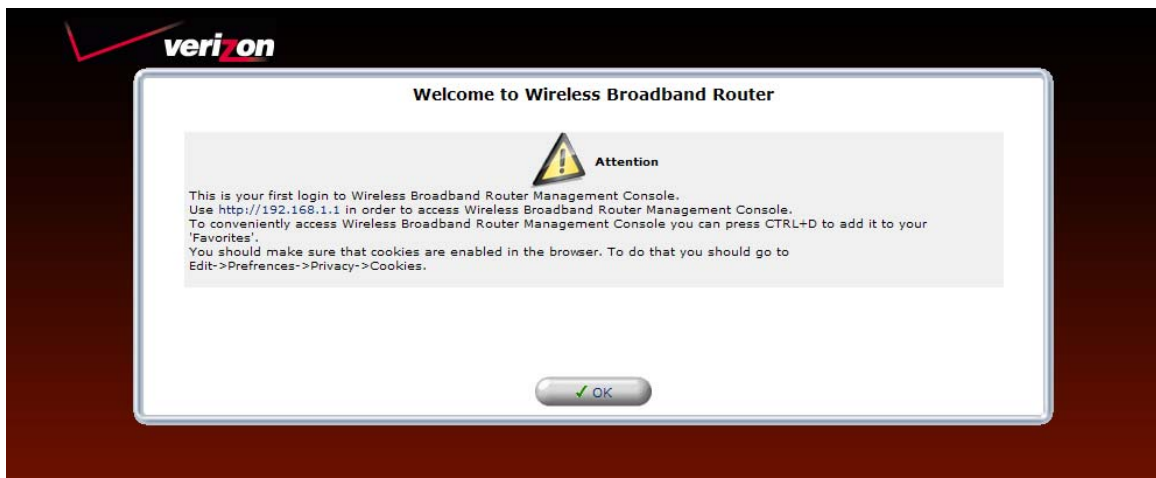 verizon
Welcome to Wireless Broadband Router
Attention
This is your first login to Wireless Broadband Router Management Console.
Use http://192.168.1.1 in order to access Wireless Broadband Router Management Console.
To conveniently access Wireless Broadband Router Management Console you can press CTRL+D to add it to your
'Favorites'.
You should make sure that cookies are enabled in the browser. To do that you should go to
Edit->Prefrences->Privacy->Cookies.
OK